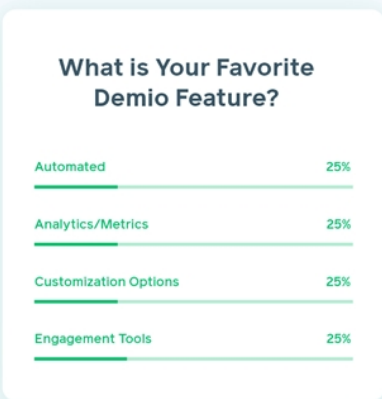 What is Your Favorite
Demio Feature?
Automated 25%
Analytics/Metrics 25%
Customization Options 25%
Engagement Tools 25%